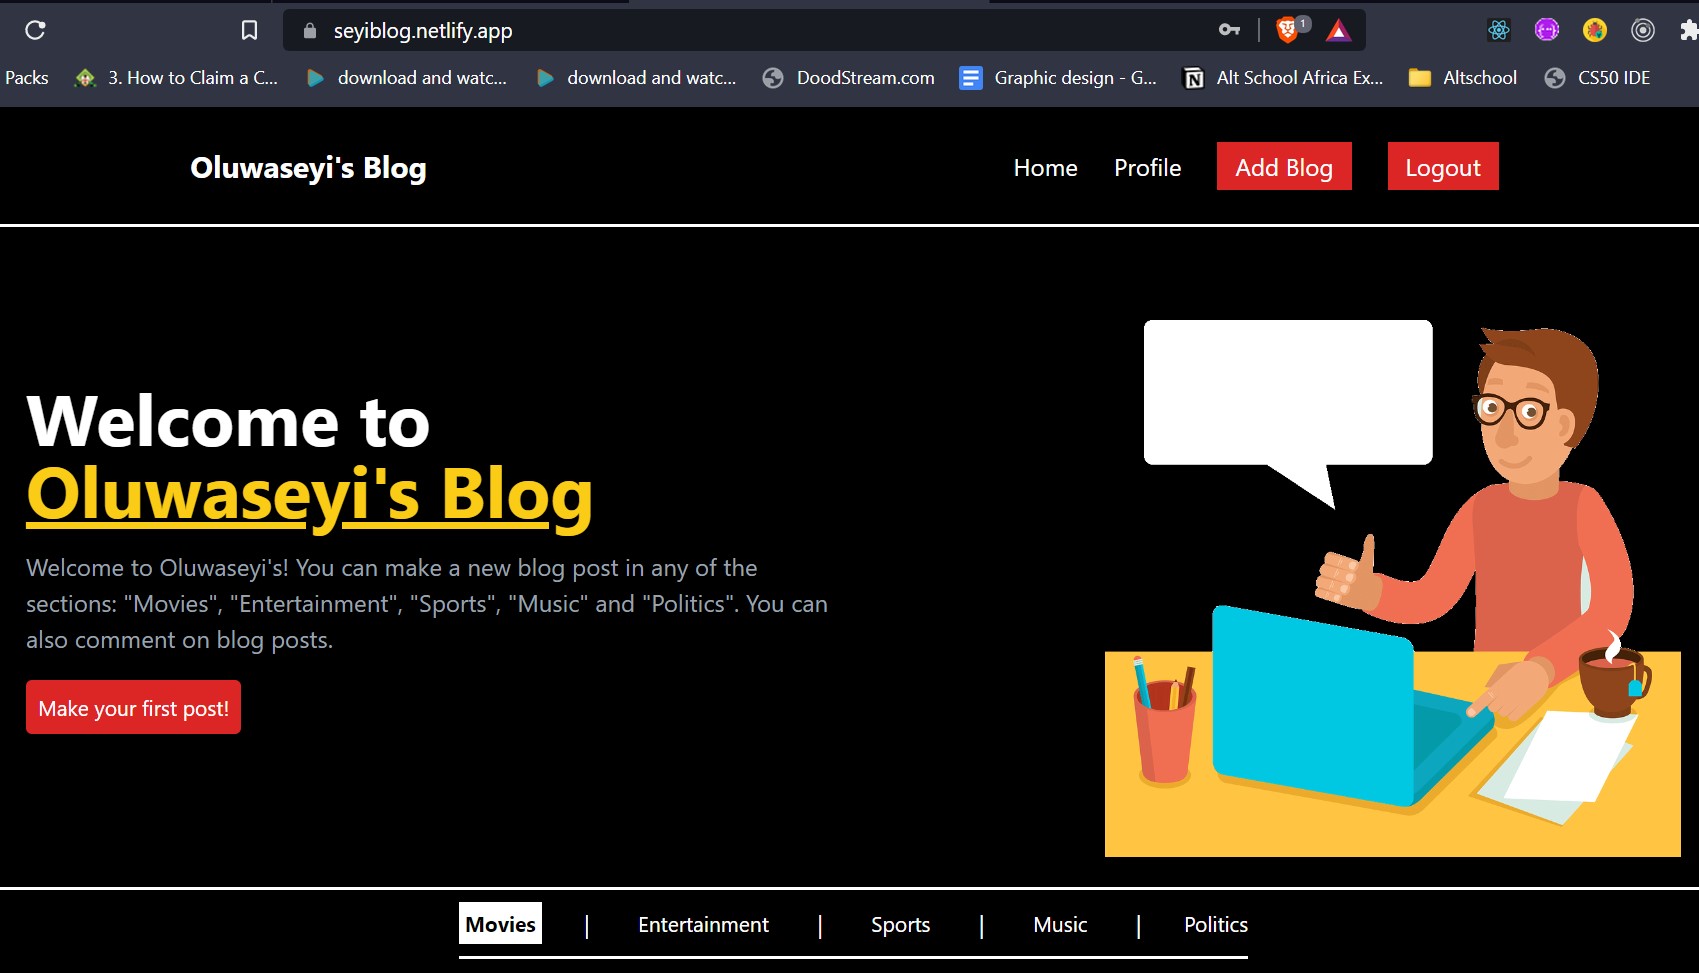 seyiblog.netlify.app
1
Packs
3. How to Claim a C...
download and watc...
download and watc...
DoodStream.com
Graphic design - G...
Alt School Africa Ex...
Altschool
CS50 IDE
Oluwaseyi's Blog
Home
Profile
Add Blog
Logout
Welcome to
Oluwaseyi's Blog
Welcome to Oluwaseyi's! You can make a new blog post in any of the
sections: "Movies", "Entertainment", "Sports", "Music" and "Politics". You can
also comment on blog posts.
Make your first post!
Movies | Entertainment | Sports | Music | Politics